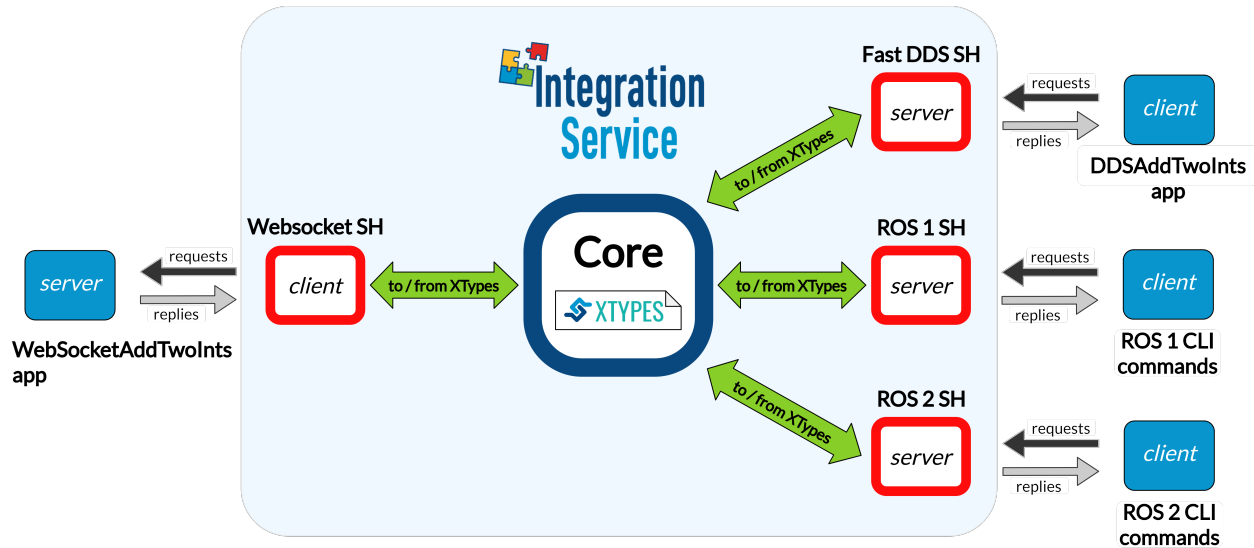 Integration
Service
Fast DDS SH
server
requests
replies
client
DDSAddTwoInts
app
to / from XTypes
Websocket SH
client
requests
replies
server
WebSocketAddTwoInts
app
to / from XTypes
Core
XTYPES
to / from XTypes
ROS 1 SH
server
requests
replies
client
ROS 1 CLI
commands
to / from XTypes
ROS 2 SH
server
requests
replies
client
ROS 2 CLI
commands